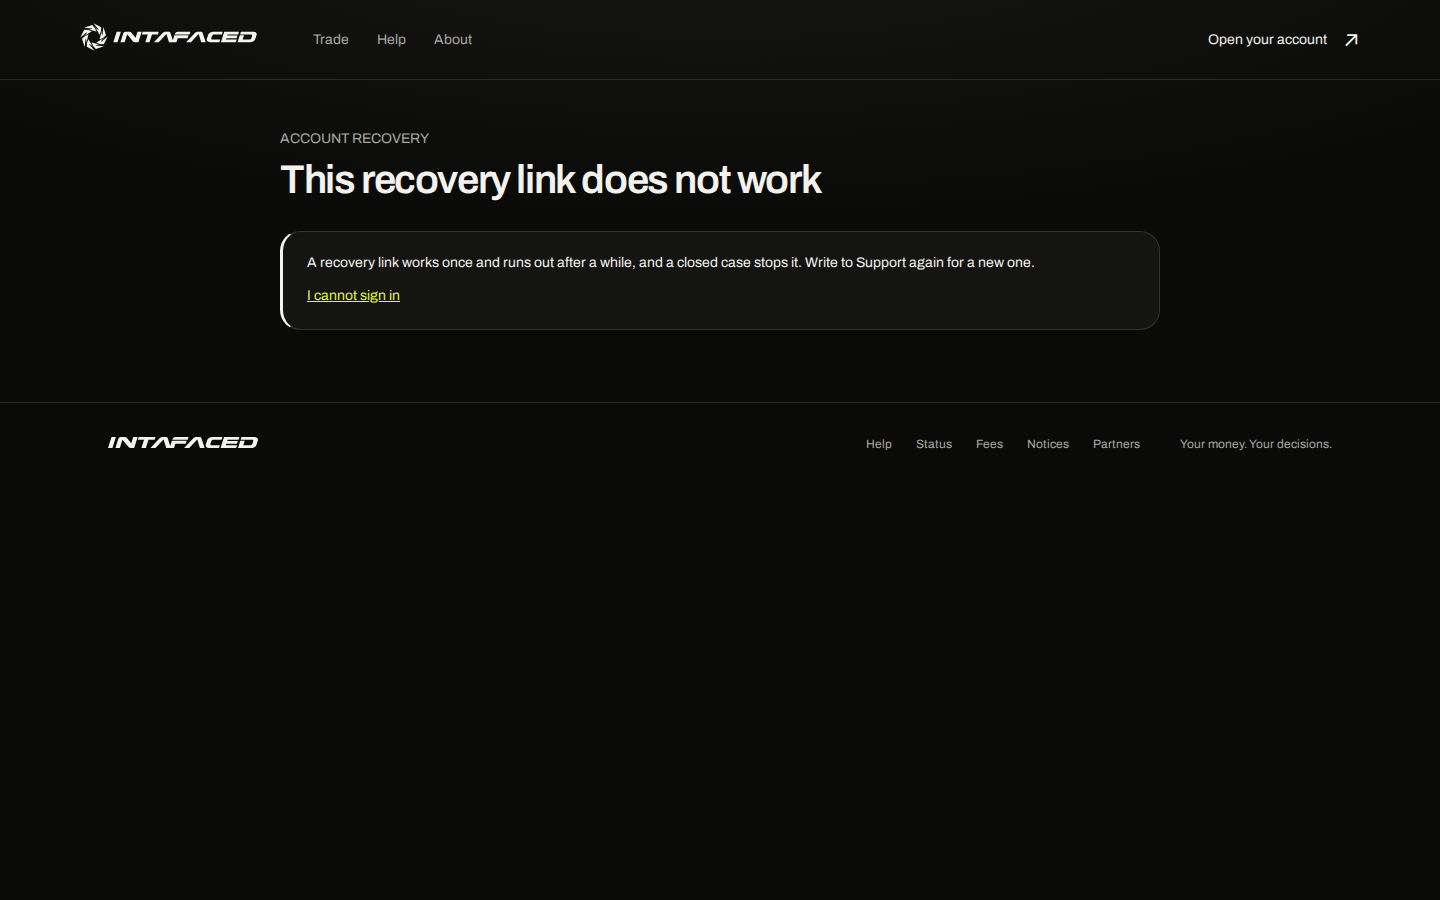 INTAFACED
Trade
Help
About
Open your account
ACCOUNT RECOVERY
This recovery link does not work
A recovery link works once and runs out after a while, and a closed case stops it. Write to Support again for a new one.
I cannot sign in
INTAFACED
Help
Status
Fees
Notices
Partners
Your money. Your decisions.